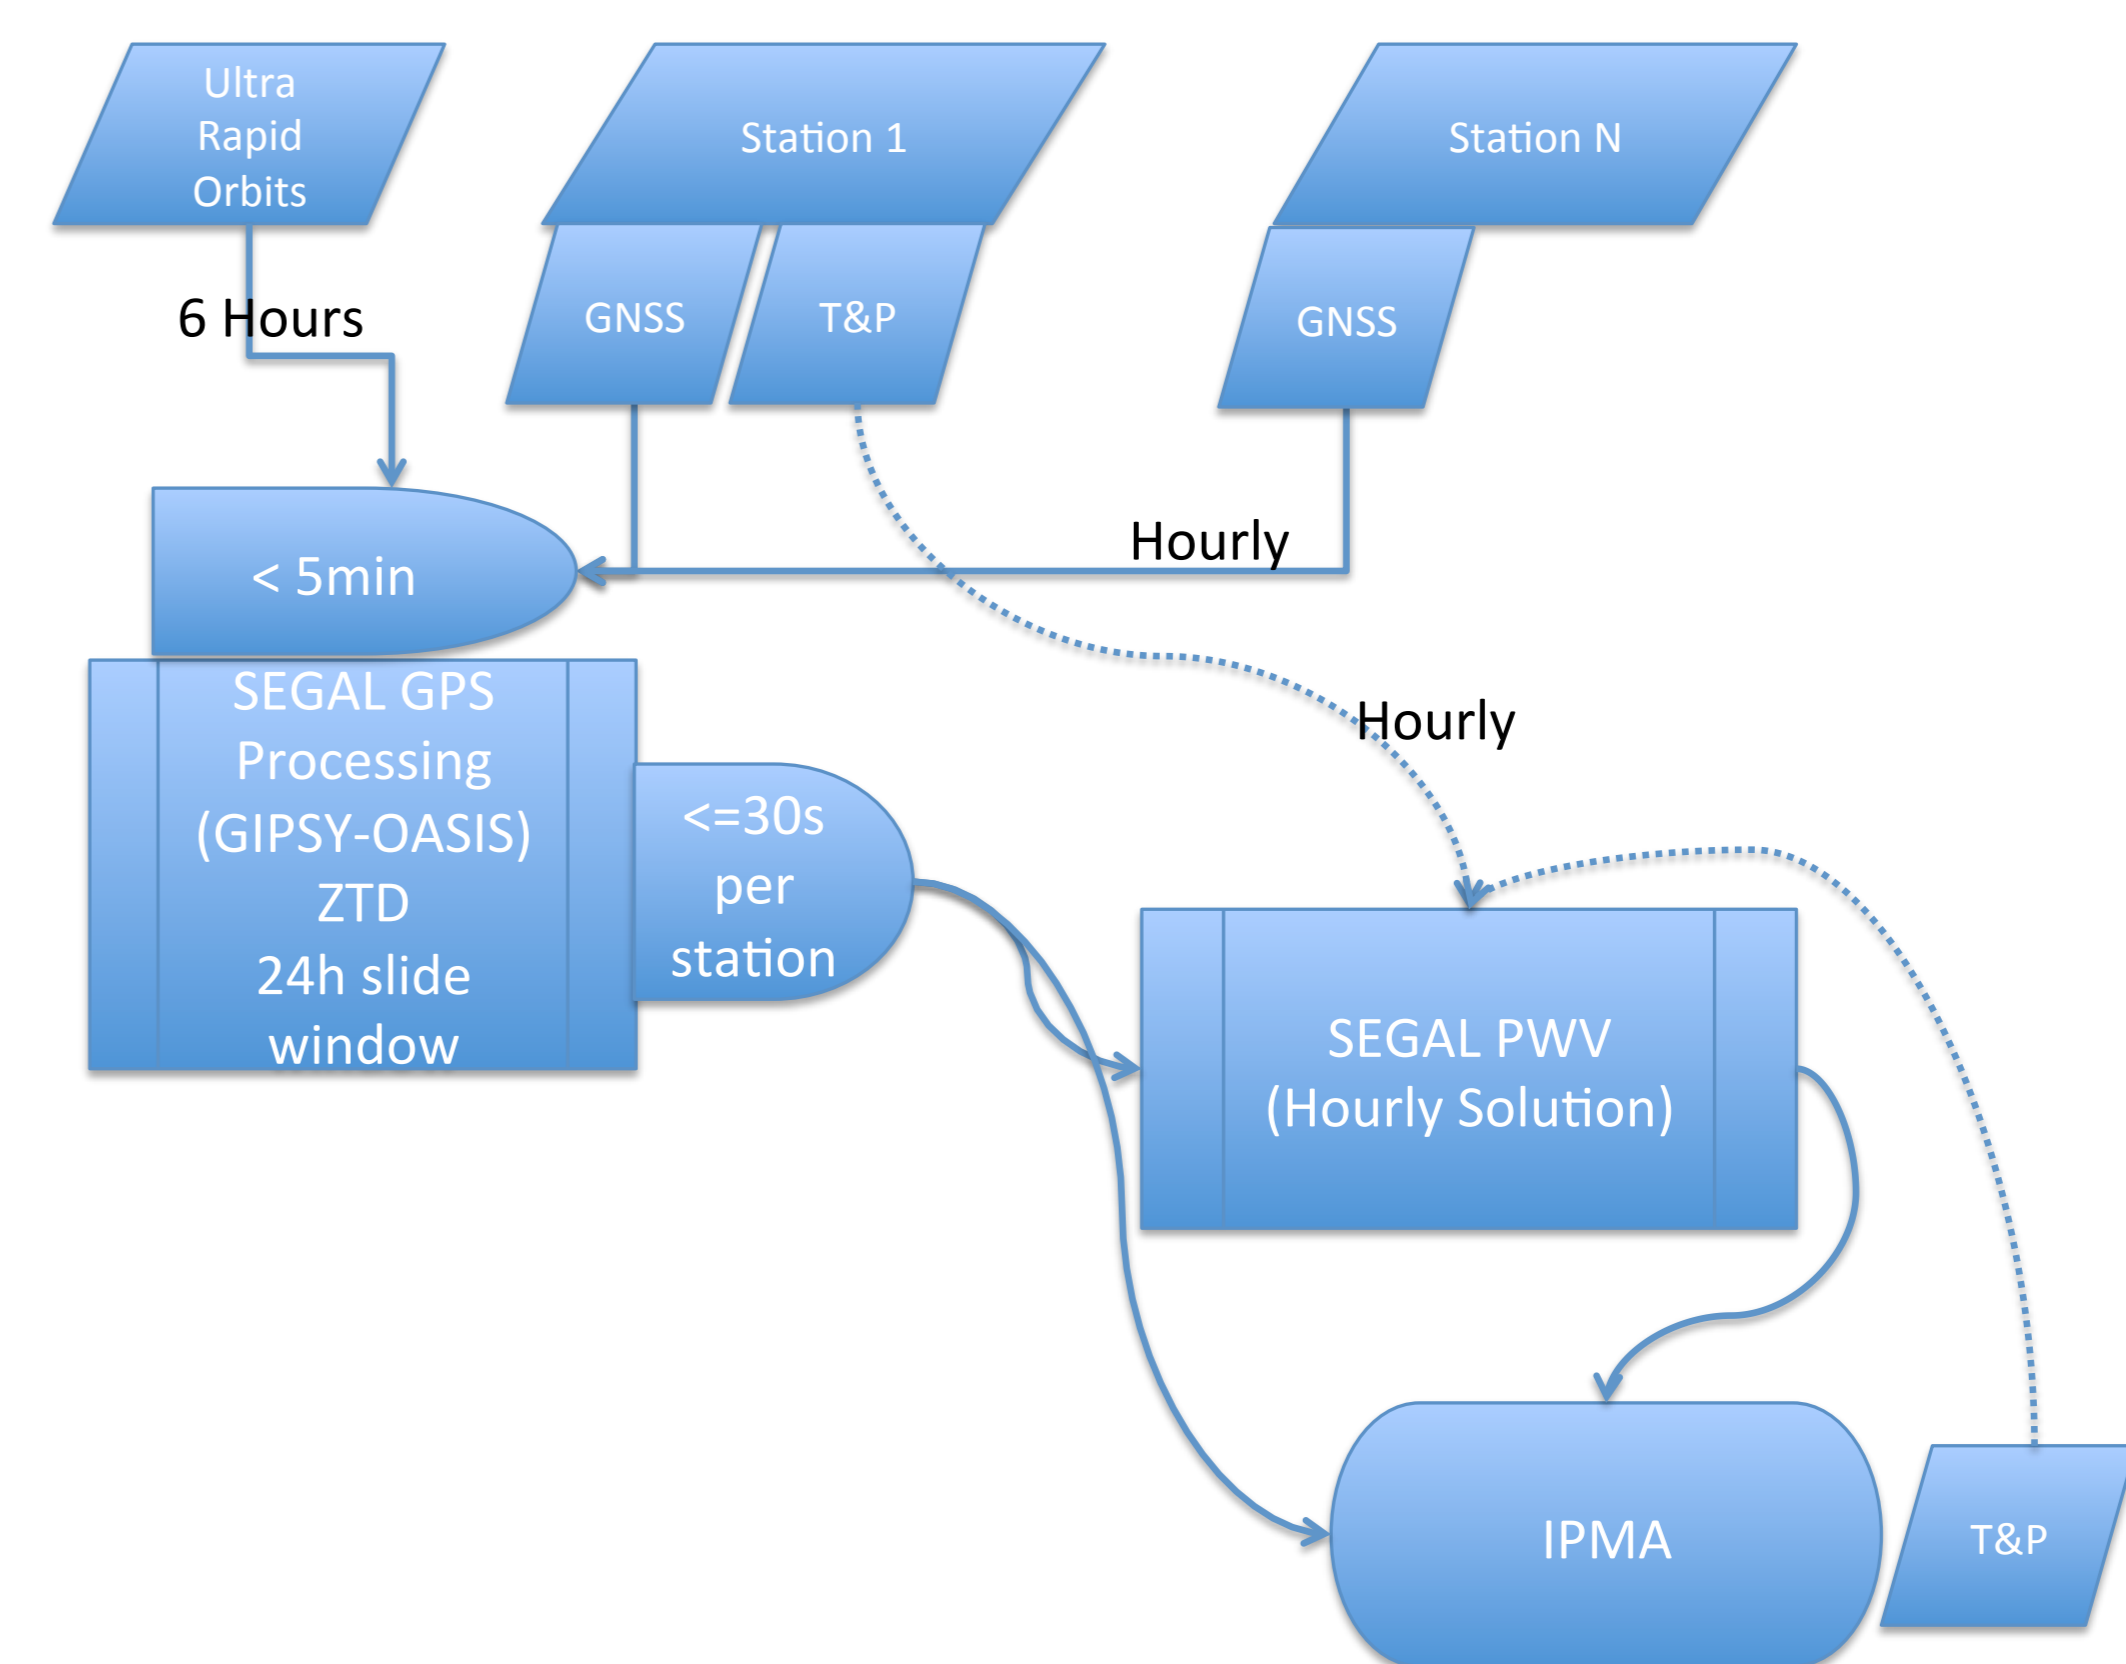 Ultra
Rapid
Orbits
Station 1
Station N
6 Hours
GNSS
T&P
GNSS
Hourly
< 5min
SEGAL GPS
Processing
(GIPSY-OASIS)
ZTD
24h slide
window
Hourly
<=30s
per
station
SEGAL PWV
(Hourly Solution)
IPMA
T&P